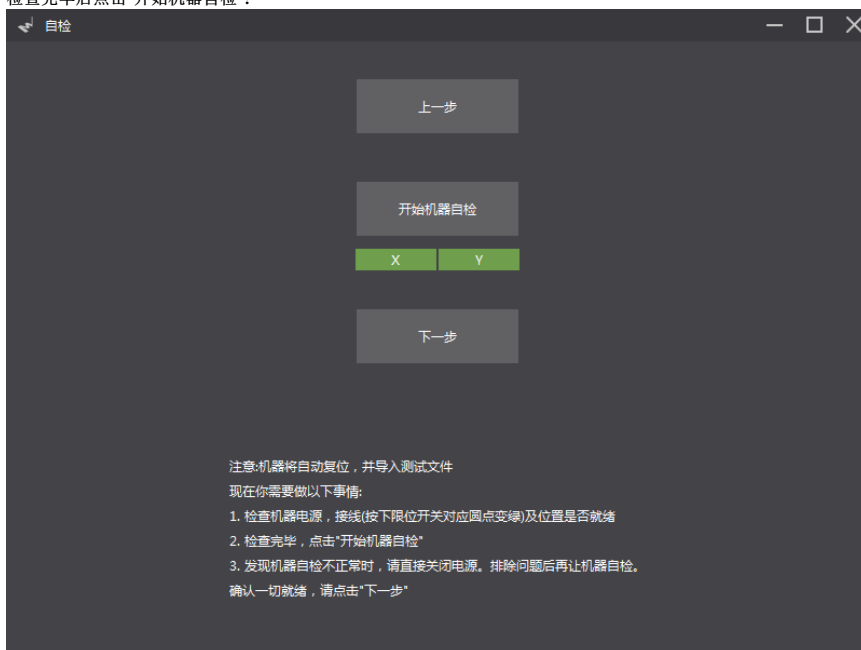 检查完毕后点击"开始机器自检":
自检
上一步
开始机器自检
X Y
下一步
注意:机器将自动复位，并导入测试文件
现在你需要做以下事情:
1. 检查机器电源，接线(按下限位开关对应圆点变绿)及位置是否就绪
2. 检查完毕，点击"开始机器自检"
3. 发现机器自检不正常时，请直接关闭电源。排除问题后再让机器自检。
确认一切就绪，请点击"下一步"